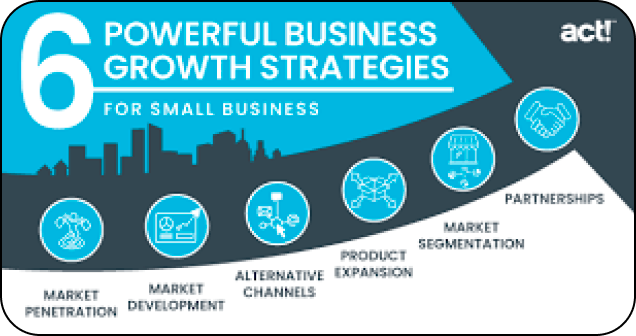 6
POWERFUL BUSINESS
GROWTH STRATEGIES
FOR SMALL BUSINESS
act!
MARKET
PENETRATION
MARKET
DEVELOPMENT
ALTERNATIVE
CHANNELS
PRODUCT
EXPANSION
MARKET
SEGMENTATION
PARTNERSHIPS